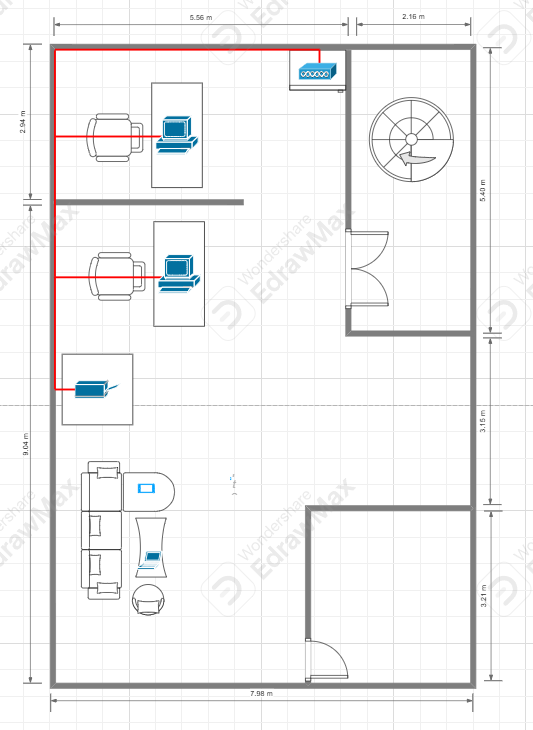 5.56 m
2.16 m
2.94 m
5.40 m
9.04 m
3.15 m
3.21 m
7.98 m
Wondershare
EdrawMax
Wondershare
EdrawMax
Wondershare
EdrawMax
Wondershare
EdrawMax